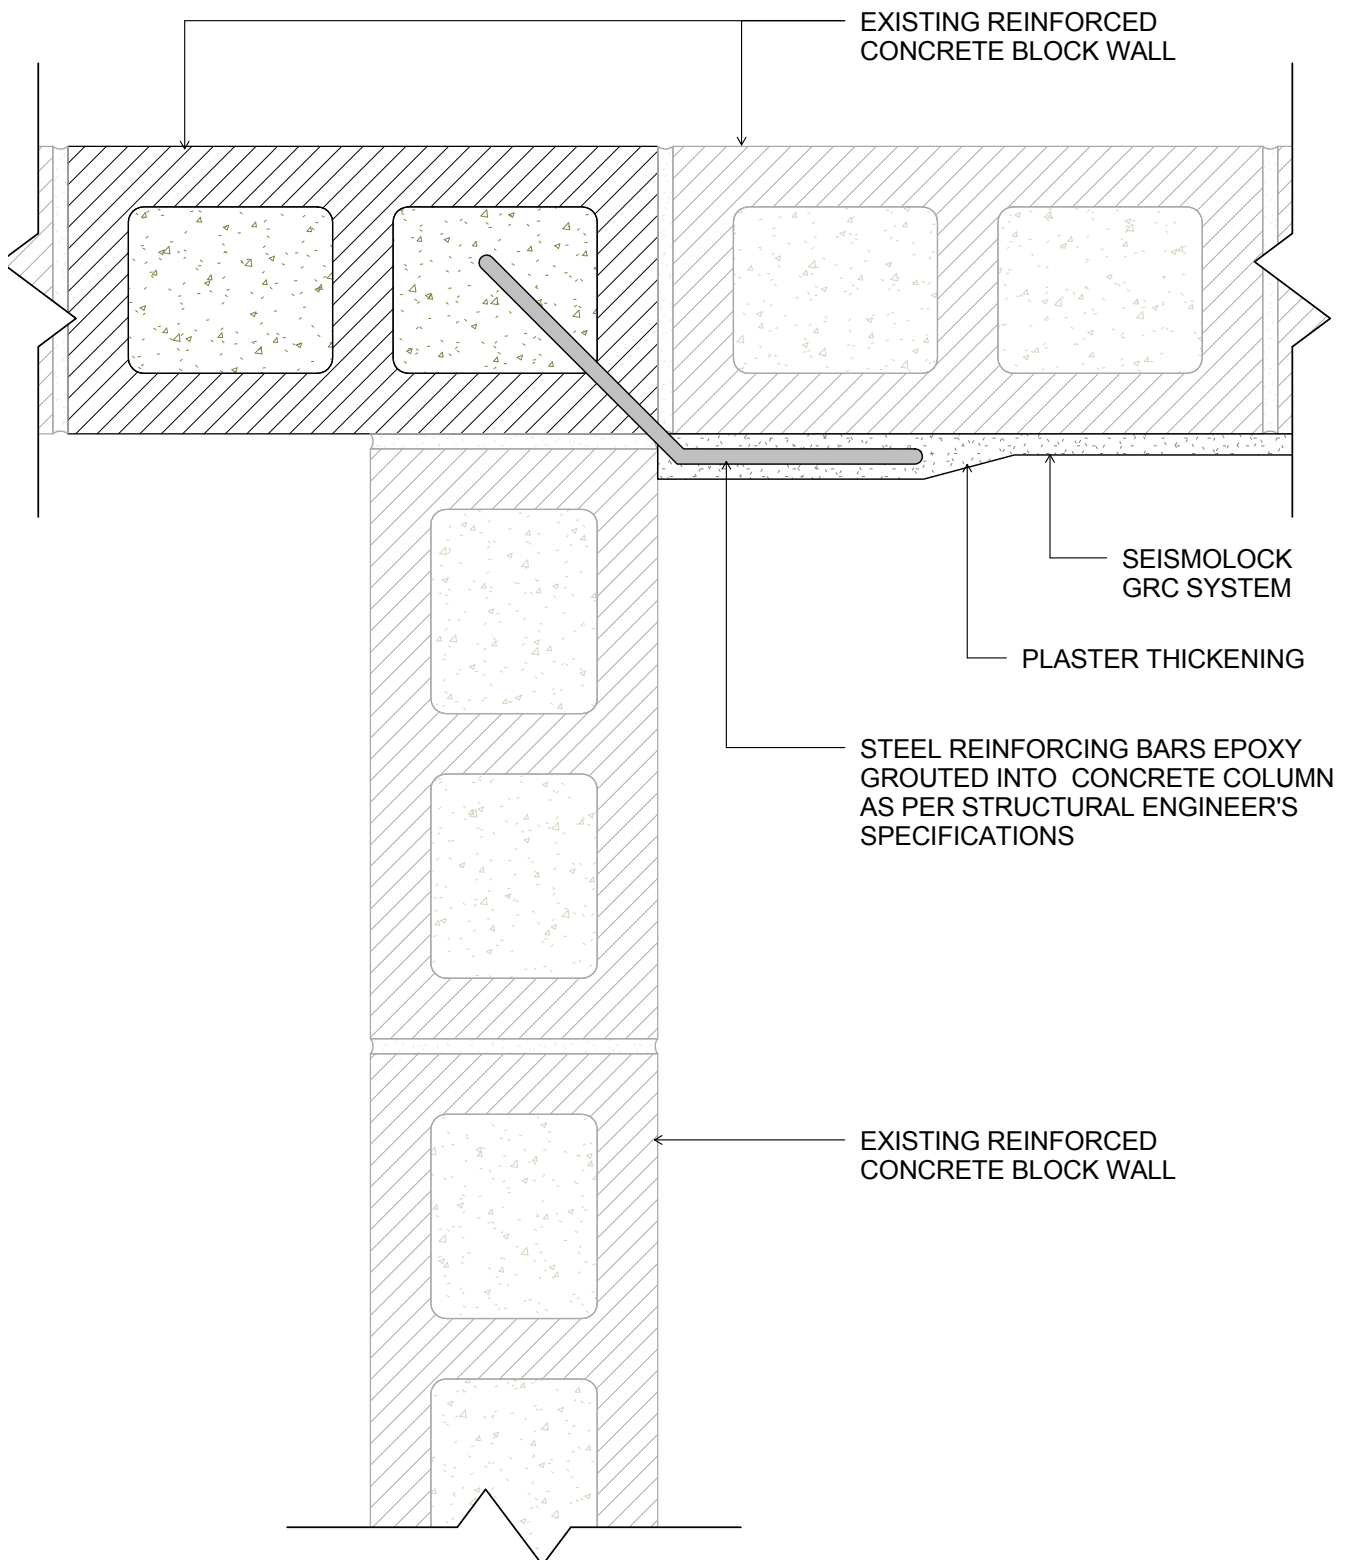 EXISTING REINFORCED
CONCRETE BLOCK WALL
SEISMOLOCK
GRC SYSTEM
PLASTER THICKENING
STEEL REINFORCING BARS EPOXY
GROUTED INTO  CONCRETE COLUMN
AS PER STRUCTURAL ENGINEER'S
SPECIFICATIONS
EXISTING REINFORCED
CONCRETE BLOCK WALL